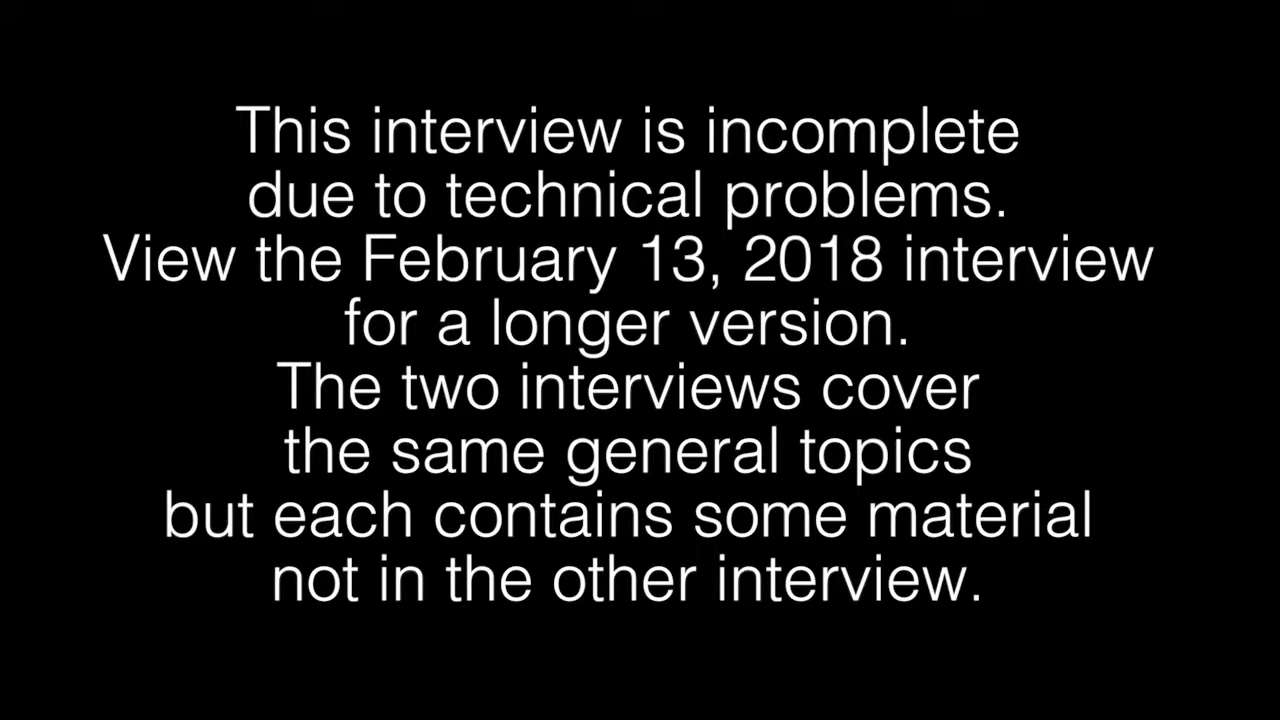 This interview is incomplete
due to technical problems.
View the February 13, 2018 interview
for a longer version.
The two interviews cover
the same general topics
but each contains some material
not in the other interview.